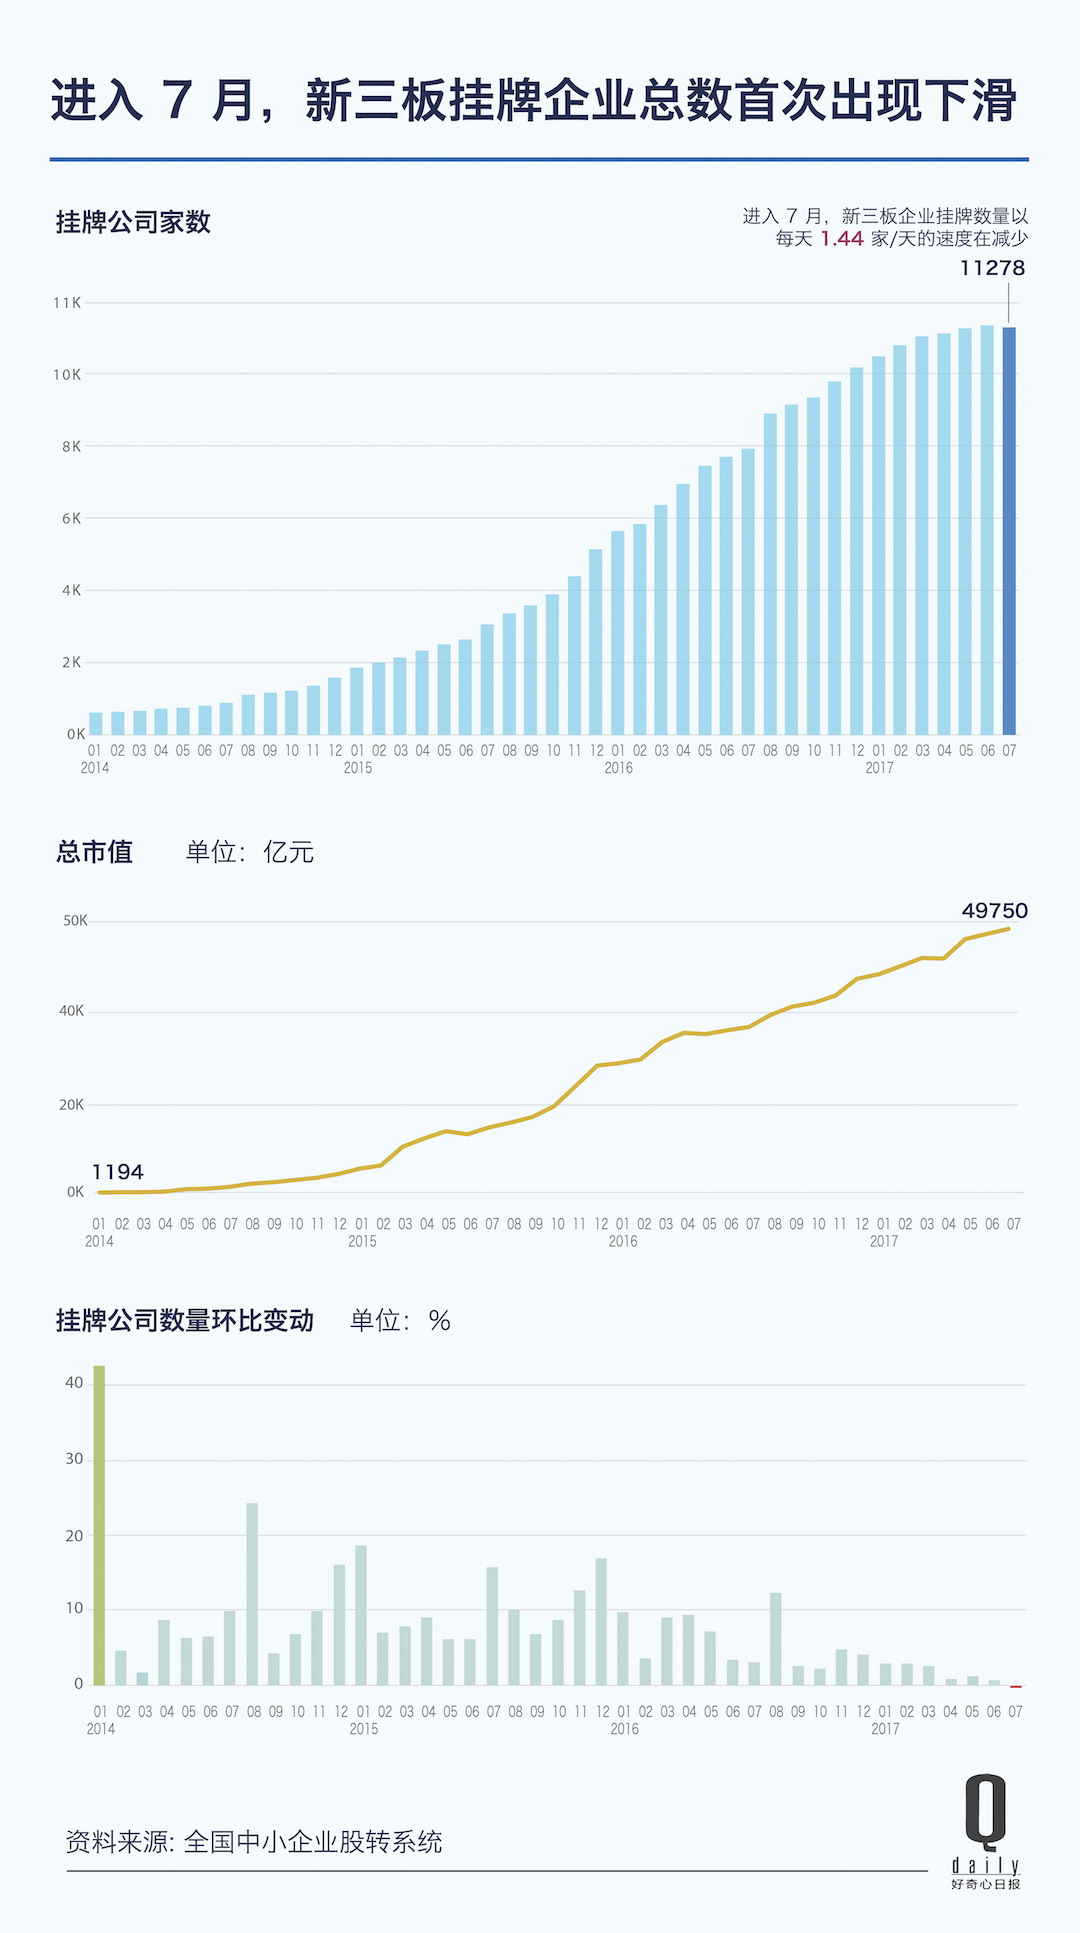 进入 7 月，新三板挂牌企业总数首次出现下滑
挂牌公司家数
进入 7 月，新三板企业挂牌数量以
每天 1.44 家/天的速度在减少
11278
11K
10K
8K
6K
4K
2K
0K
01 02 03 04 05 06 07 08 09 10 11 12 01 02 03 04 05 06 07 08 09 10 11 12 01 02 03 04 05 06 07 08 09 10 11 12 01 02 03 04 05 06 07
2014 2015 2016 2017
总市值 单位：亿元
49750
50K
40K
20K
1194
0K
01 02 03 04 05 06 07 08 09 10 11 12 01 02 03 04 05 06 07 08 09 10 11 12 01 02 03 04 05 06 07 08 09 10 11 12 01 02 03 04 05 06 07
2014 2015 2016 2017
挂牌公司数量环比变动 单位：%
40
30
20
10
0
01 02 03 04 05 06 07 08 09 10 11 12 01 02 03 04 05 06 07 08 09 10 11 12 01 02 03 04 05 06 07 08 09 10 11 12 01 02 03 04 05 06 07
2014 2015 2016 2017
资料来源: 全国中小企业股转系统
Q
daily
好奇心日报